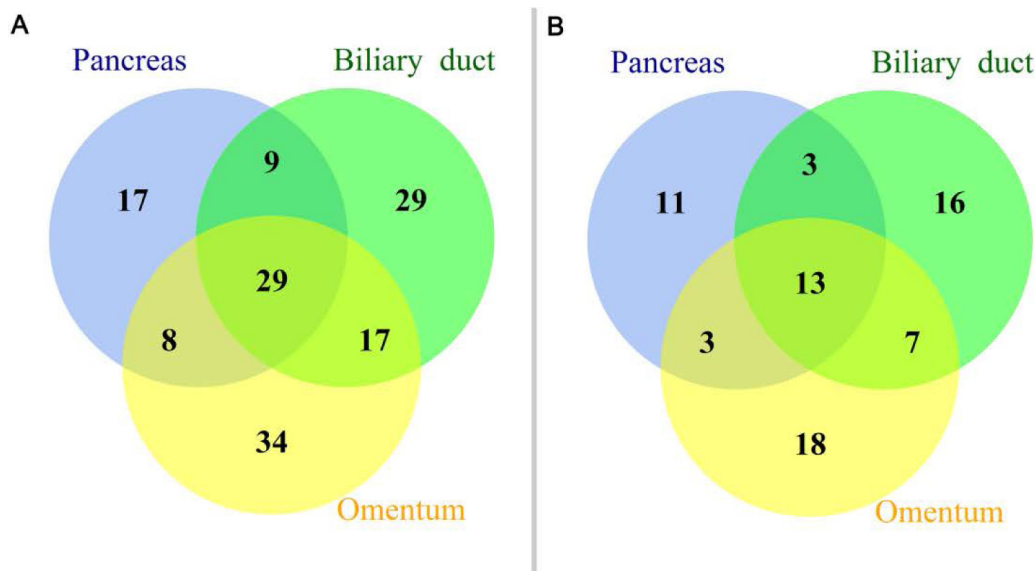 A
Pancreas Biliary duct
9
17 29
29
8 17
34
Omentum
B
Pancreas Biliary duct
3
11 16
13
3 7
18
Omentum